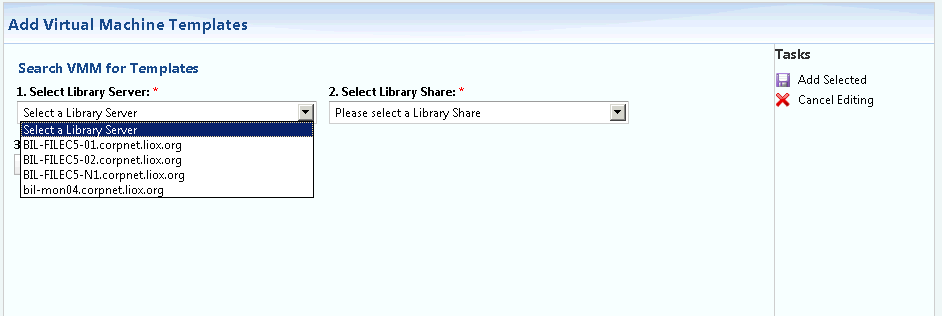 Add Virtual Machine Templates
Search VMM for Templates
Tasks
1. Select Library Server: *
2. Select Library Share: *
Add Selected
Cancel Editing
Select a Library Server
Please select a Library Share
Select a Library Server
3
BIL-FILEC5-01.corpnet.liox.org
BIL-FILEC5-02.corpnet.liox.org
BIL-FILEC5-N1.corpnet.liox.org
bil-mon04.corpnet.liox.org